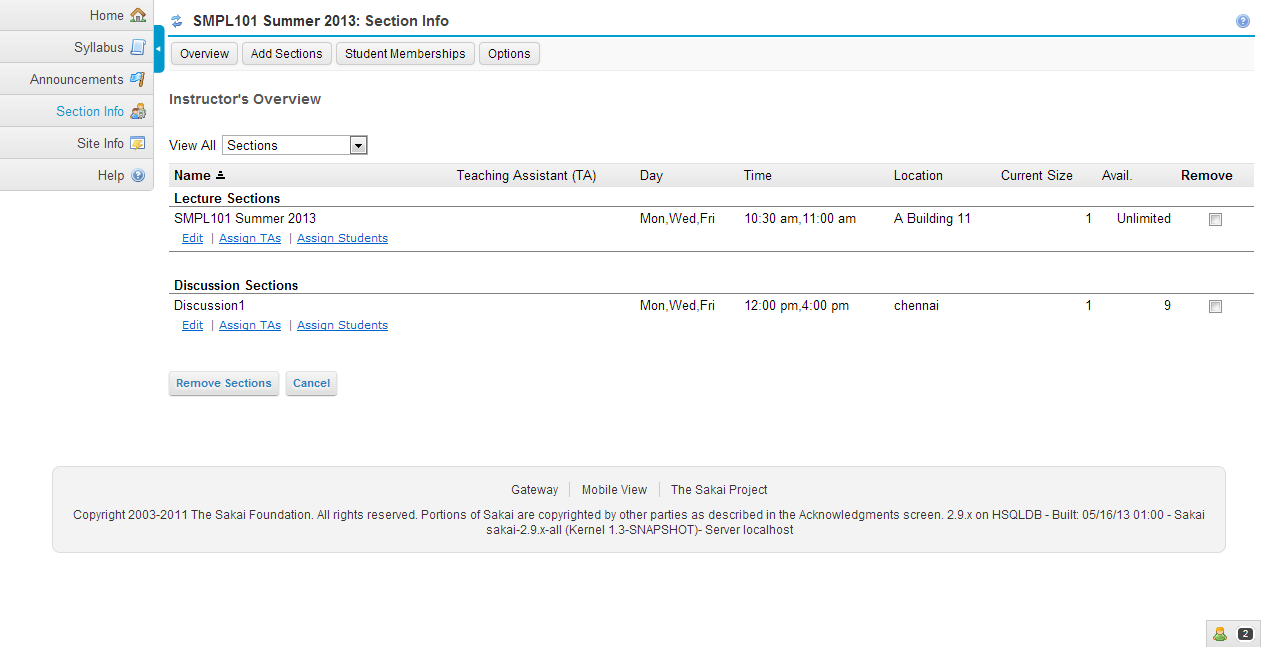 Home
Syllabus
Announcements
Section Info
Site Info
Help
SMPL101 Summer 2013: Section Info
Overview Add Sections Student Memberships Options
Instructor's Overview
View All Sections
Name Teaching Assistant (TA) Day Time Location Current Size Avail. Remove
Lecture Sections
SMPL101 Summer 2013 Mon,Wed,Fri 10:30 am,11:00 am A Building 11 1 Unlimited
Edit | Assign TAs | Assign Students
Discussion Sections
Discussion1 Mon,Wed,Fri 12:00 pm,4:00 pm chennai 1 9
Edit | Assign TAs | Assign Students
Remove Sections Cancel
Gateway Mobile View The Sakai Project
Copyright 2003-2011 The Sakai Foundation. All rights reserved. Portions of Sakai are copyrighted by other parties as described in the Acknowledgments screen. 2.9.x on HSQLDB - Built: 05/16/13 01:00 - Sakai
sakai-2.9.x-all (Kernel 1.3-SNAPSHOT)- Server localhost
2